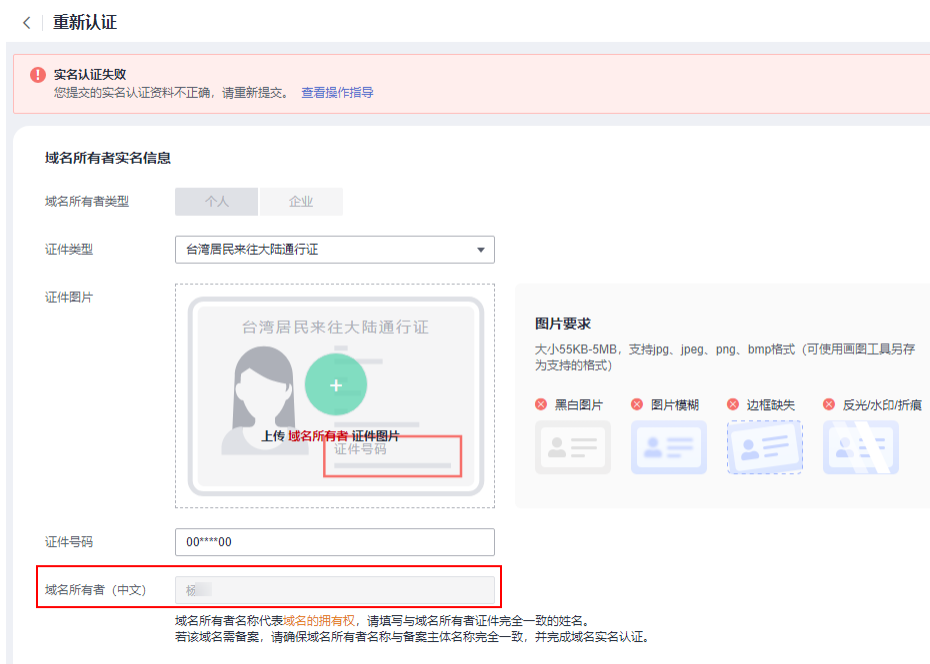 重新认证
实名认证失败
您提交的实名认证资料不正确，请重新提交。 查看操作指导
域名所有者实名信息
域名所有者类型 个人 企业
证件类型 台湾居民来往大陆通行证
证件图片
台湾居民来往大陆通行证
上传 域名所有者 证件图片
证件号码
图片要求
大小55KB-5MB，支持jpg、jpeg、png、bmp格式（可使用画图工具另存
为支持的格式）
黑白图片 图片模糊 边框缺失 反光/水印/折痕
证件号码 00****00
域名所有者（中文） 杨
域名所有者名称代表域名的拥有权，请填写与域名所有者证件完全一致的姓名。
若该域名需备案，请确保域名所有者名称与备案主体名称完全一致，并完成域名实名认证。